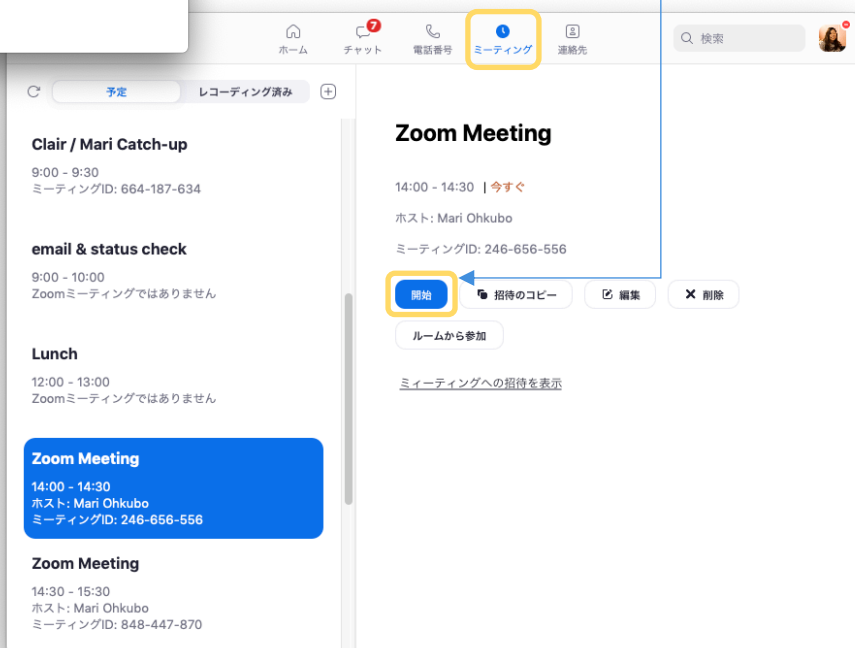 7
ホーム
チャット
電話番号
ミーティング
連絡先
検索
予定
レコーディング済み
Clair / Mari Catch-up
9:00 - 9:30
ミーティングID: 664-187-634
email & status check
9:00 - 10:00
Zoomミーティングではありません
Lunch
12:00 - 13:00
Zoomミーティングではありません
Zoom Meeting
14:00 - 14:30
ホスト: Mari Ohkubo
ミーティングID: 246-656-556
Zoom Meeting
14:30 - 15:30
ホスト: Mari Ohkubo
ミーティングID: 848-447-870
Zoom Meeting
14:00 - 14:30 | 今すぐ
ホスト: Mari Ohkubo
ミーティングID: 246-656-556
開始
招待のコピー
編集
削除
ルームから参加
ミィーティングへの招待を表示